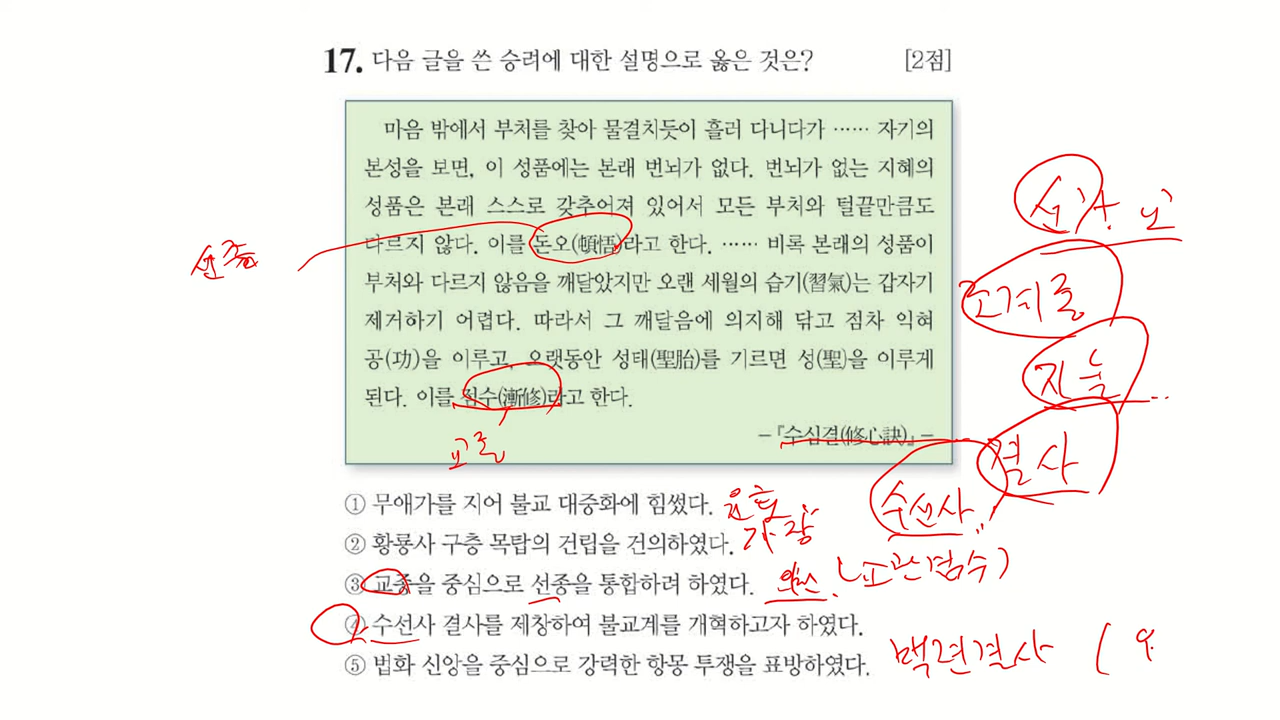 17. 다음 글을 쓴 승려에 대한 설명으로 옳은 것은? [2점]
마음 밖에서 부처를 찾아 물결치듯이 흘러 다니다가 …… 자기의
본성을 보면, 이 성품에는 본래 번뇌가 없다. 번뇌가 없는 지혜의
성품은 본래 스스로 갖추어져 있어서 모든 부처와 털끝만큼도
다르지 않다. 이를 돈오(頓悟)라고 한다. …… 비록 본래의 성품이
부처와 다르지 않음을 깨달았지만 오랜 세월의 습기(習氣)는 갑자기
제거하기 어렵다. 따라서 그 깨달음에 의지해 닦고 점차 익혀
공(功)을 이루고, 오랫동안 성태(聖胎)를 기르면 성(聖)을 이루게
된다. 이를 점수(漸修)라고 한다.
-『수심결(修心訣)』-
선종
교종
조계종
지눌
결사
수선사
① 무애가를 지어 불교 대중화에 힘썼다. 원효
② 황룡사 구층 목탑의 건립을 건의하였다. 자장
③ 교종을 중심으로 선종을 통합하려 하였다. 의천
④ 수선사 결사를 제창하여 불교계를 개혁하고자 하였다.
⑤ 법화 신앙을 중심으로 강력한 항몽 투쟁을 표방하였다. 백련결사